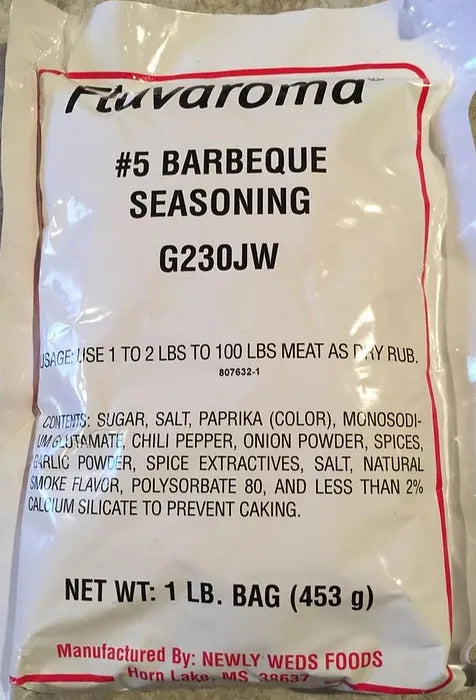 Flavaroma
#5 BARBEQUE
SEASONING
G230JW
USAGE: USE 1 TO 2 LBS TO 100 LBS MEAT AS DRY RUB.
807632-1
CONTENTS: SUGAR, SALT, PAPRIKA (COLOR), MONOSODI-
UM GLUTAMATE, CHILI PEPPER, ONION POWDER, SPICES,
GARLIC POWDER, SPICE EXTRACTIVES, SALT, NATURAL
SMOKE FLAVOR, POLYSORBATE 80, AND LESS THAN 2%
CALCIUM SILICATE TO PREVENT CAKING.
NET WT: 1 LB. BAG (453 g)
Manufactured By: NEWLY WEDS FOODS
Horn Lake, MS 38637